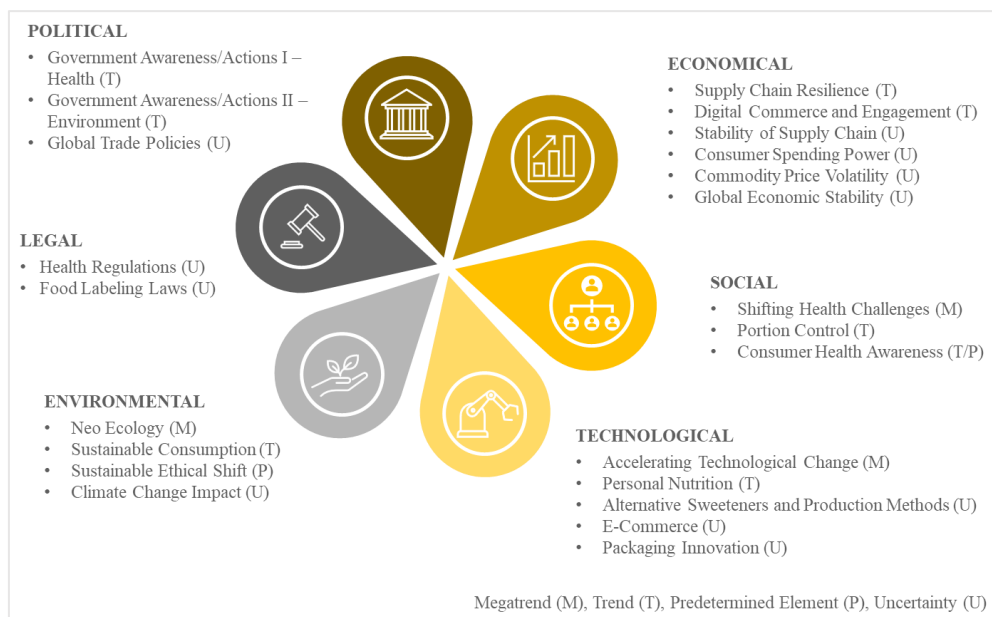 POLITICAL
• Government Awareness/Actions I –
Health (T)
• Government Awareness/Actions II –
Environment (T)
• Global Trade Policies (U)
ECONOMICAL
• Supply Chain Resilience (T)
• Digital Commerce and Engagement (T)
• Stability of Supply Chain (U)
• Consumer Spending Power (U)
• Commodity Price Volatility (U)
• Global Economic Stability (U)
LEGAL
• Health Regulations (U)
• Food Labeling Laws (U)
SOCIAL
• Shifting Health Challenges (M)
• Portion Control (T)
• Consumer Health Awareness (T/P)
ENVIRONMENTAL
• Neo Ecology (M)
• Sustainable Consumption (T)
• Sustainable Ethical Shift (P)
• Climate Change Impact (U)
TECHNOLOGICAL
• Accelerating Technological Change (M)
• Personal Nutrition (T)
• Alternative Sweeteners and Production Methods (U)
• E-Commerce (U)
• Packaging Innovation (U)
Megatrend (M), Trend (T), Predetermined Element (P), Uncertainty (U)